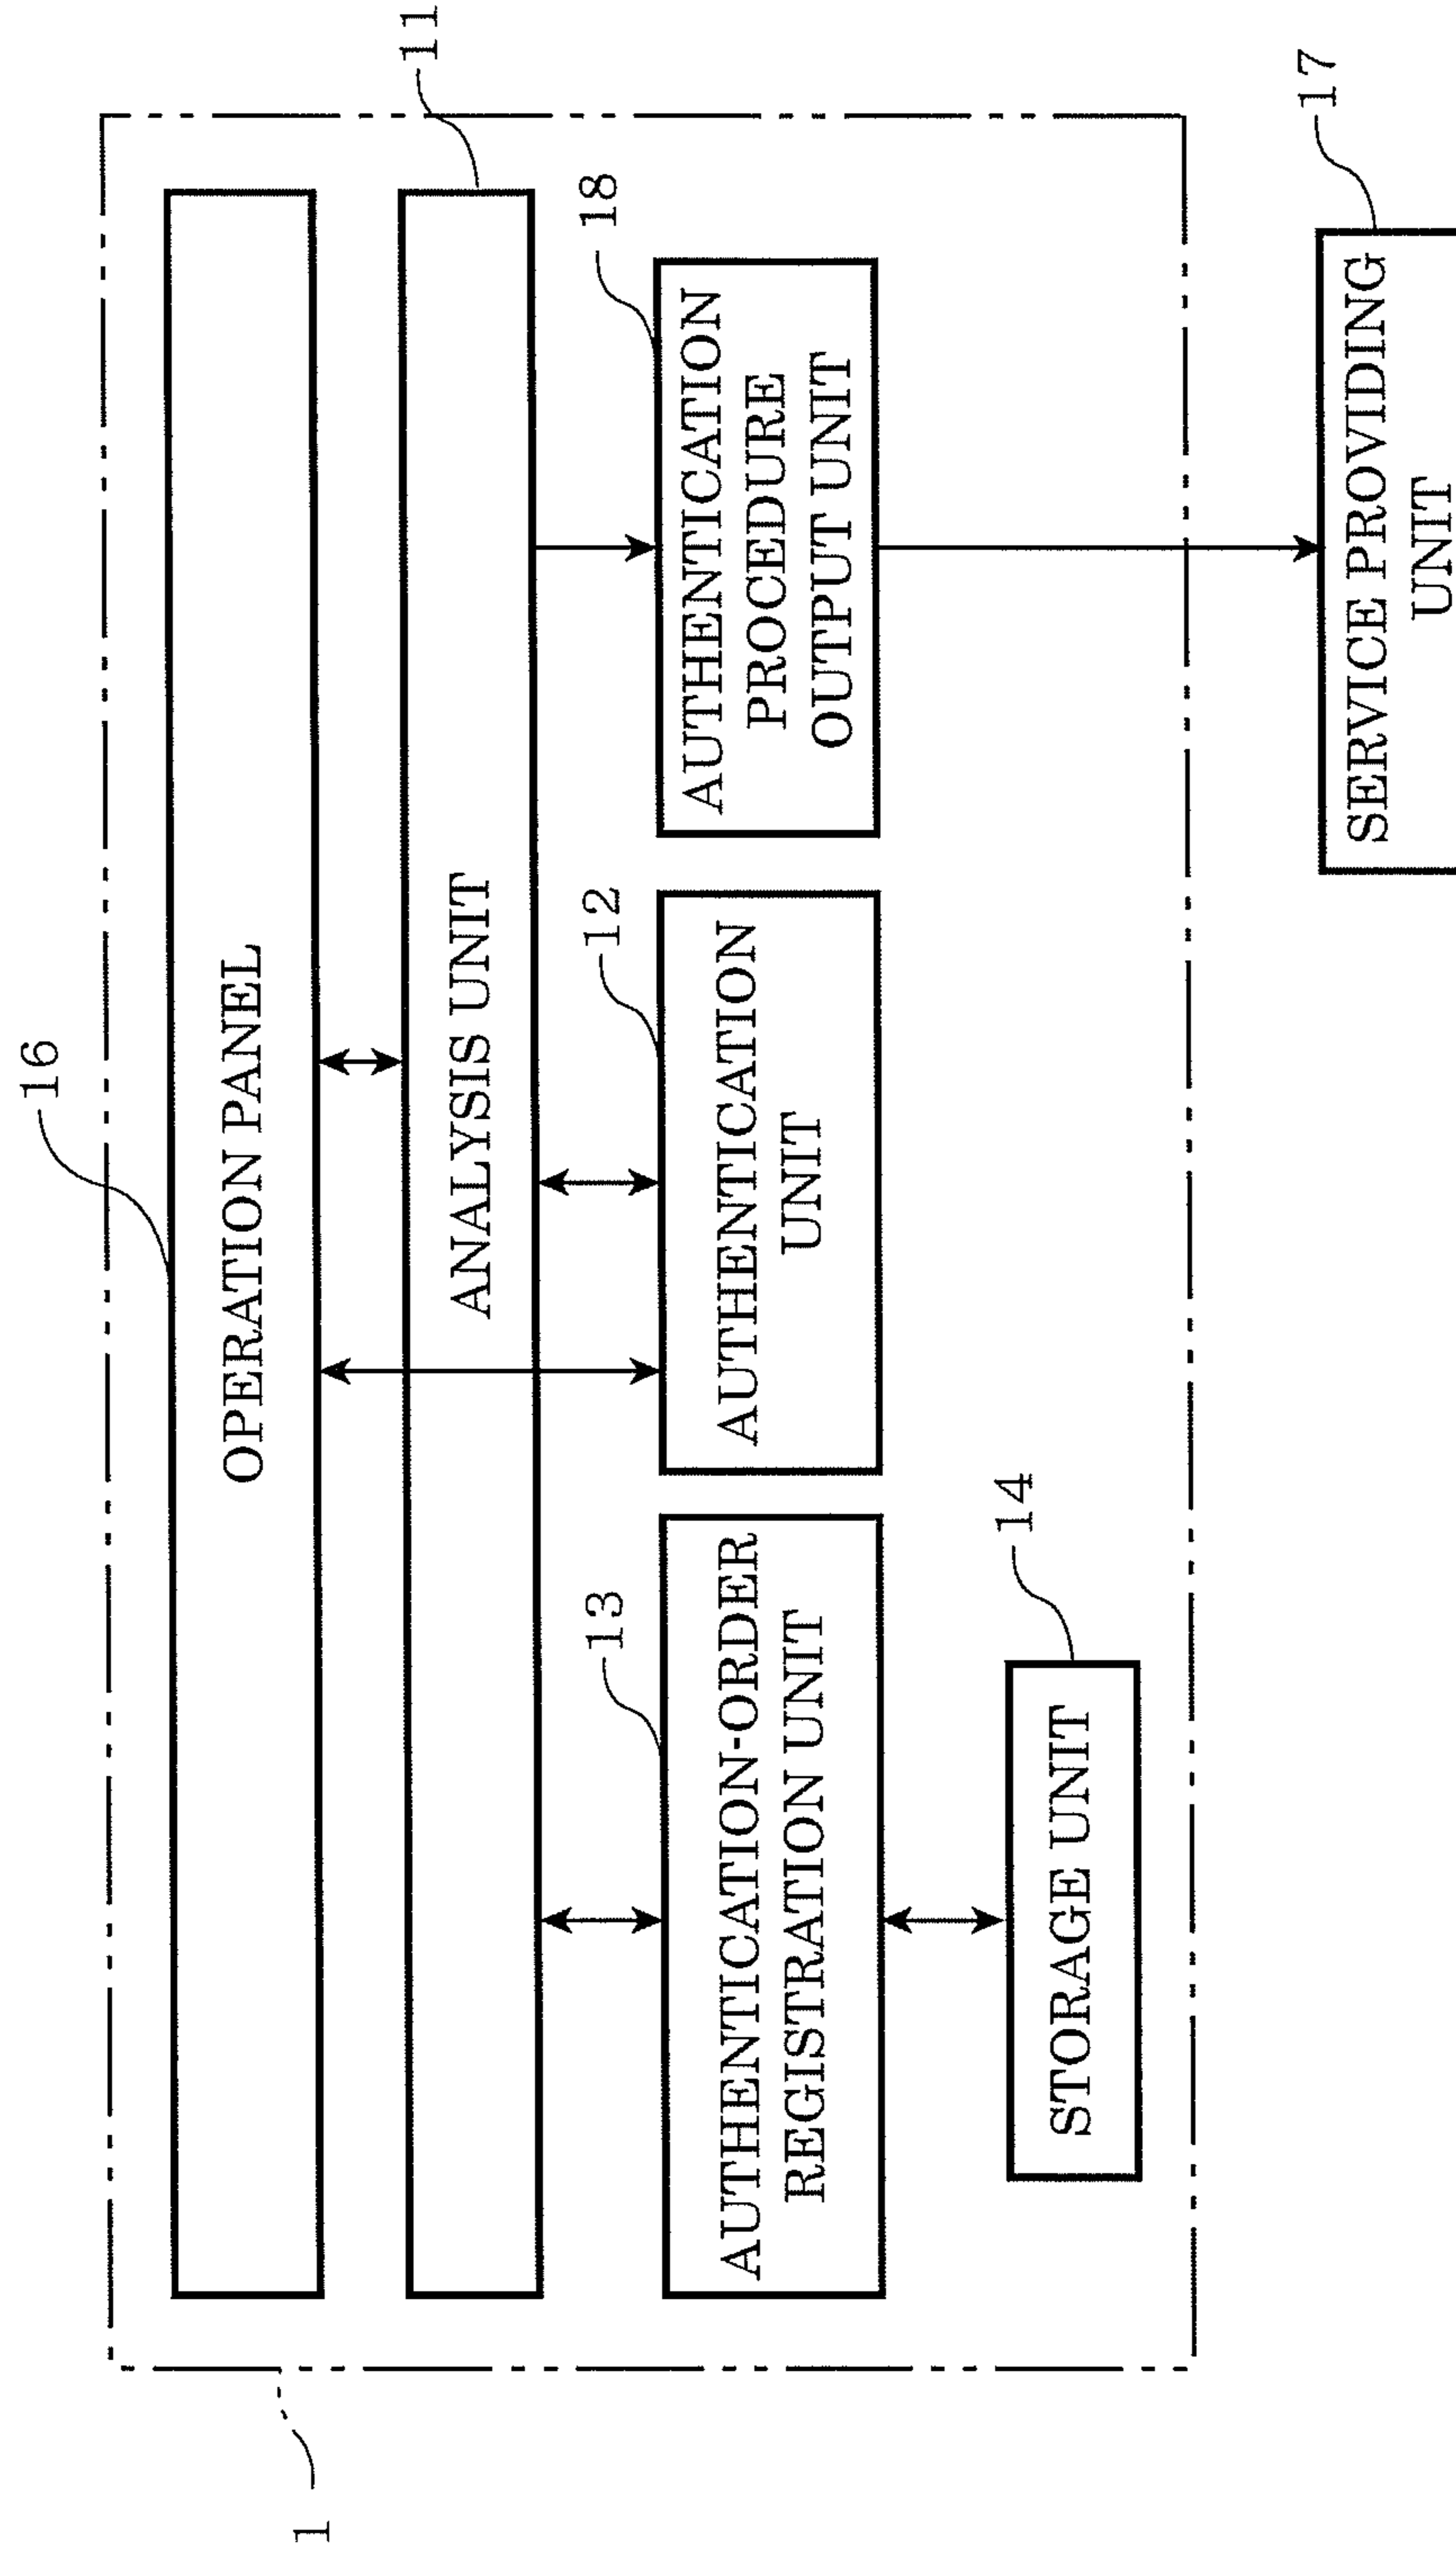 16
OPERATION PANEL
11
ANALYSIS UNIT
13
AUTHENTICATION-ORDER
REGISTRATION UNIT
12
AUTHENTICATION
UNIT
18
AUTHENTICATION
PROCEDURE
OUTPUT UNIT
14
STORAGE UNIT
17
SERVICE PROVIDING
UNIT
1